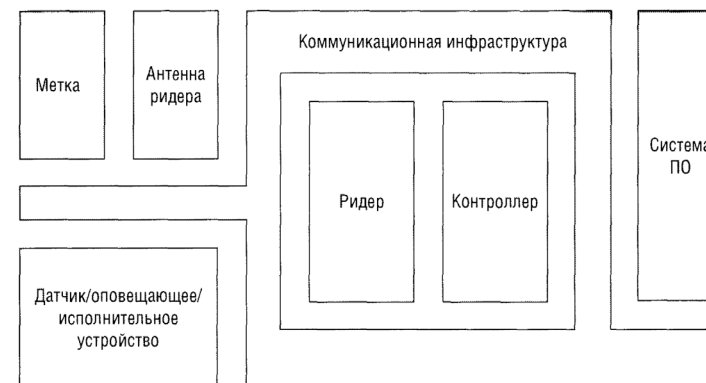 Коммуникационная инфраструктура
Метка
Антенна
ридера
Ридер
Контроллер
Система
ПО
Датчик/оповещающее/
исполнительное
устройство